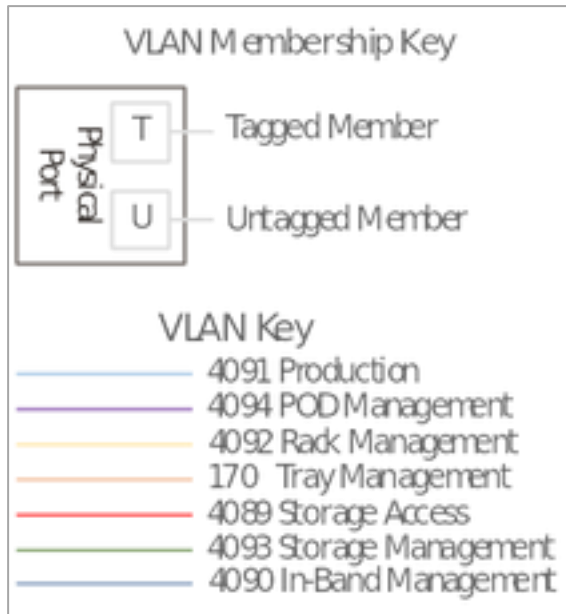 VLAN Membership Key
T
Tagged Member
Physical
Port
U
Untagged Member
VLAN Key
4091 Production
4094 POD Management
4092 Rack Management
170 Tray Management
4089 Storage Access
4093 Storage Management
4090 In-Band Management